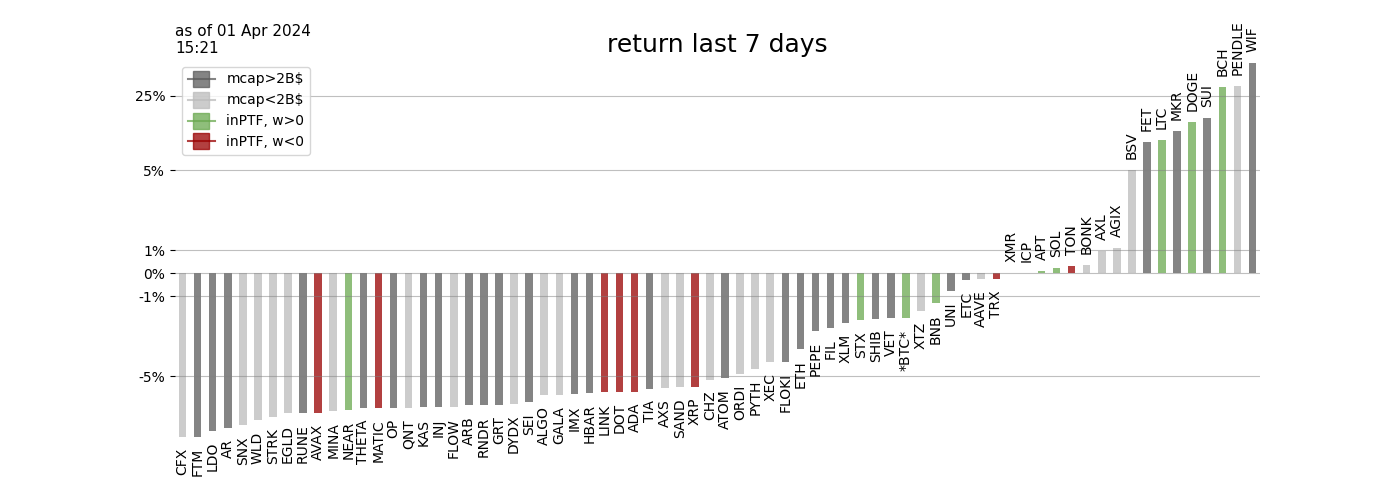 as of 01 Apr 2024
15:21
return last 7 days
mcap>2B$
mcap<2B$
inPTF, w>0
inPTF, w<0
25%
5%
1%
0%
-1%
-5%
CFX
FTM
LDO
AR
SNX
WLD
STRK
EGLD
RUNE
AVAX
MINA
NEAR
THETA
MATIC
OP
QNT
KAS
INJ
FLOW
ARB
RNDR
GRT
DYDX
SEI
ALGO
GALA
IMX
HBAR
LINK
DOT
ADA
TIA
AXS
SAND
XRP
CHZ
ATOM
ORDI
PYTH
XEC
FLOKI
ETH
PEPE
FIL
XLM
STX
SHIB
VET
*BTC*
XTZ
BNB
UNI
ETC
AAVE
TRX
XMR
ICP
APT
SOL
TON
BONK
AXL
AGIX
BSV
FET
LTC
MKR
DOGE
SUI
BCH
PENDLE
WIF